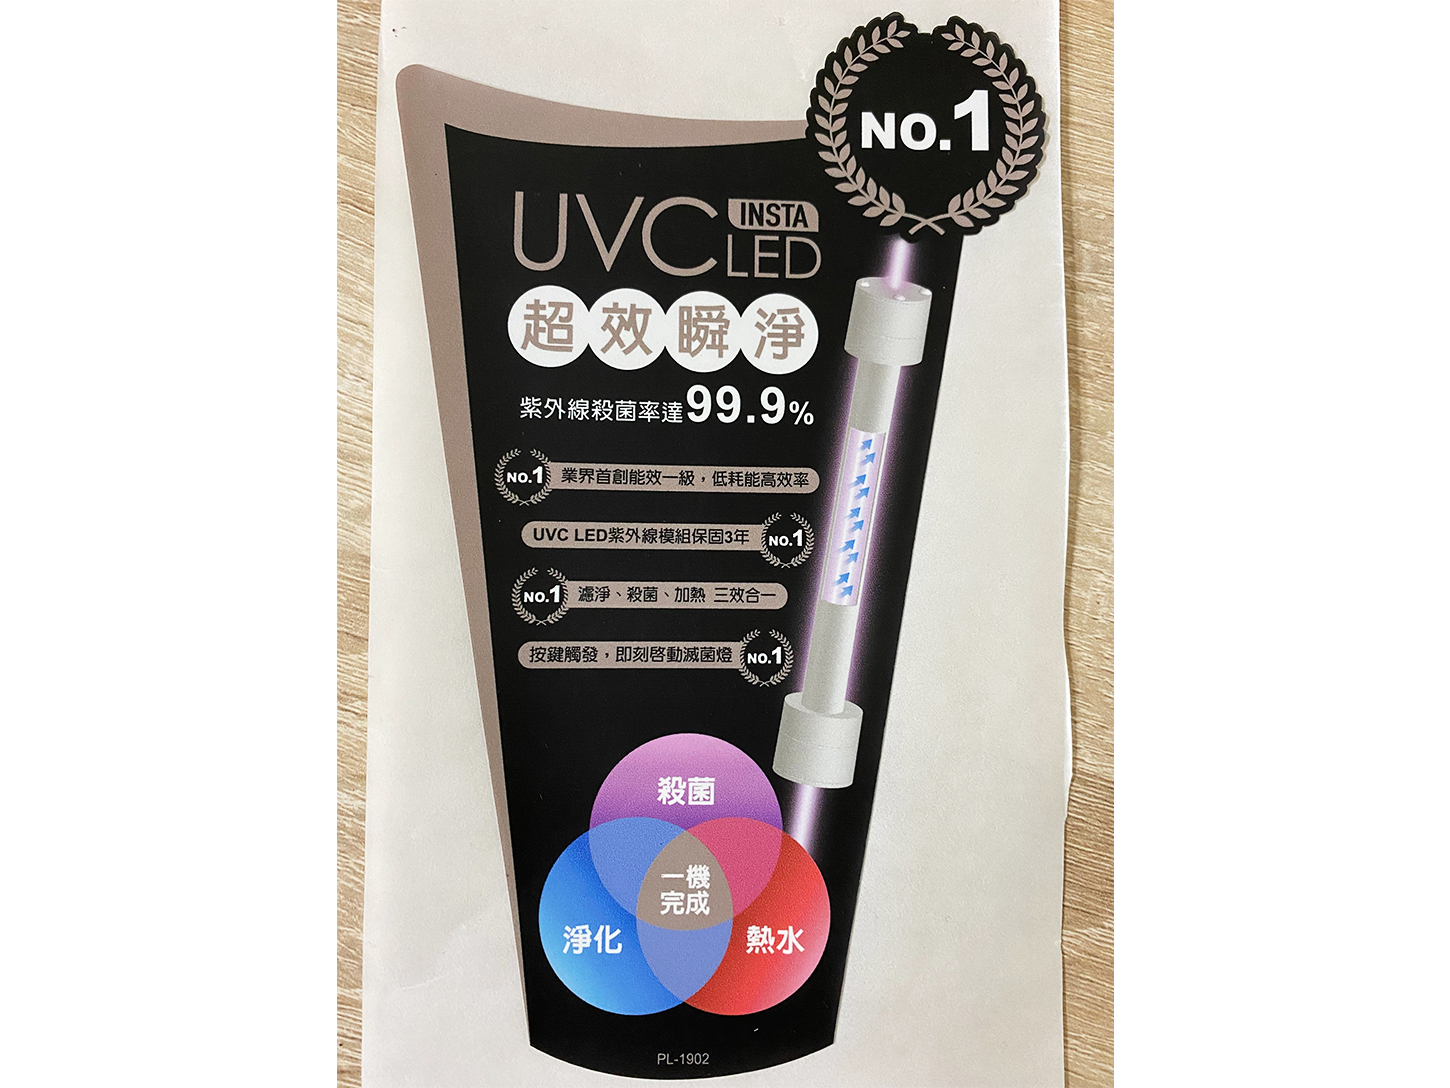 NO.1
UVC INSTA LED
超效瞬淨
紫外線殺菌率達99.9%
NO.1 業界首創能效一級，低耗能高效率
UVC LED紫外線模組保固3年 NO.1
NO.1 濾淨、殺菌、加熱 三效合一
按鍵觸發，即刻啓動滅菌燈 NO.1
殺菌
一機
完成
淨化
熱水
PL-1902